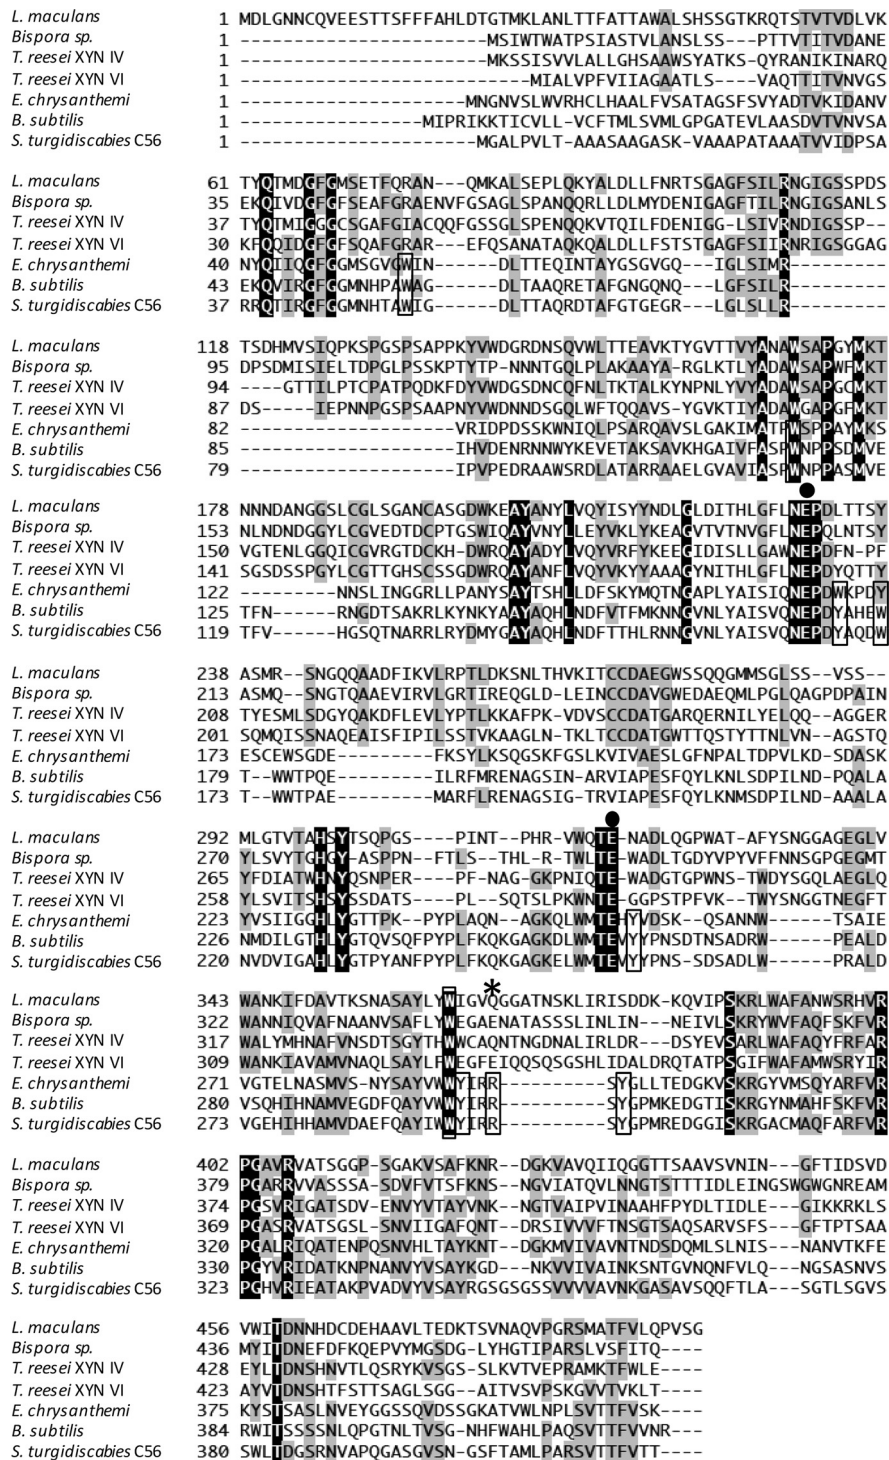 L. maculans 1 MDLGNNCQVEESTTSFFFAHLDTGTMKLANLTTFATTAWALSHSSGTKRQTSTVTVDLVK
Bispora sp. 1 -----------------------MSIWTWATPSIASTVLANSLSS---PTTVTITVDANE
T. reesei XYN IV 1 -----------------------MKSSISVVLALLGHSAAWSYATKS-QYRANIKINARQ
T. reesei XYN VI 1 ---------------------------MIALVPFVIIAGAATLS----VAQTTITVNVGS
E. chrysanthemi 1 ---------------------MNGNVSLWVRHCLHAALFVSATAGSFSVYADTVKIDANV
B. subtilis 1 -----------------MIPRIKKTICVLL-VCFTMLSVMLGPGATEVLAASDVTVNVSA
S. turgidiscabies C56 1 ----------------------MGALPVLT-AAASAAGASK-VAAAPATAAATVVIDPSA
L. maculans 61 TYQTMDGFGMSETFQRAN---QMKALSEPLQKYALDLLFNRTSGAGFSILRNGIGSSPDS
Bispora sp. 35 EKQIVDGFGFSEAFGRAENVFGSAGLSPANQQRLLDLMYDENIGAGFTILRNGIGSANLS
T. reesei XYN IV 37 TYQTMIGGGCSGAFGIACQQFGSSGLSPENQQKVTQILFDENIGG-LSIVRNDIGSSP--
T. reesei XYN VI 30 KFQQIDGFGFSQAFGRAR---EFQSANATAQKQALDLLFSTSTGAGFSIIRNRIGSGGAG
E. chrysanthemi 40 NYQIIQGFGGMSGVGWIN------DLTTEQINTAYGSGVGQ---IGLSIMR---------
B. subtilis 43 EKQVIRGFGGMNHPAWAG------DLTAAQRETAFGNGQNQ---LGFSILR---------
S. turgidiscabies C56 37 RRQTIRGFGGMNHTAWIG------DLTTAQRDTAFGTGEGR---LGLSLLR---------
L. maculans 118 TSDHMVSIQPKSPGSPSAPPKYVWDGRDNSQVWLTTEAVKTYGVTTVYANAWSAPGYMKT
Bispora sp. 95 DPSDMISIELTDPGLPSSKPTYTP-NNNTGQLPLAKAAYA-RGLKTLYADAWSAPWFMKT
T. reesei XYN IV 94 ----GTTILPTCPATPQDKFDYVWDGSDNCQFNLTKTALKYNPNLYVYADAWSAPGCMKT
T. reesei XYN VI 87 DS-----IEPNNPGSPSAAPNYVWDNNDSGQLWFTQQAVS-YGVKTIYADAWGAPGFMKT
E. chrysanthemi 82 --------------------VRIDPDSSKWNIQLPSARQAVSLGAKIMATPWSPPAYMKS
B. subtilis 85 --------------------IHVDENRNNWYKEVETAKSAVKHGAIVFASPWNPPSDMVE
S. turgidiscabies C56 79 --------------------IPVPEDRAAWSRDLATARRAAELGVAVIASPWNPPASMVE
L. maculans 178 NNNDANGGSLCGLSGANCASGDWKEAYANYLVQYISYYNDLGLDITHLGFLNEPDLTTSY
Bispora sp. 153 NLNDNDGGYLCGVEDTDCPTGSWIQAYVNYLLEYVKLYKEAGVTVTNVGFLNEPQLNTSY
T. reesei XYN IV 150 VGTENLGGQICGVRGTDCKH-DWRQAYADYLVQYVRFYKEEGIDISLLGAWNEPDFN-PF
T. reesei XYN VI 141 SGSDSSPGYLCGTTGHSCSSGDWRQAYANFLVQYVKYYAAAGYNITHLGFLNEPDYQTTY
E. chrysanthemi 122 ---------NNSLINGGRLLPANYSAYTSHLLDFSKYMQTNGAPLYAISIQNEPDWKPDY
B. subtilis 125 TFN------RNGDTSAKRLKYNKYAAYAQHLNDFVTFMKNNGVNLYAISVQNEPDYAHEW
S. turgidiscabies C56 119 TFV------HGSQTNARRLRYDMYGAYAQHLNDFTTHLRNNGVNLYAISVQNEPDYAQDW
L. maculans 238 ASMR--SNGQQAADFIKVLRPTLDKSNLTHVKITCCDAEGWSSQQGMMSGLSS--VSS--
Bispora sp. 213 ASMQ--SNGTQAAEVIRVLGRTIREQGLD-LEINCCDAVGWEDAEQMLPGLQAGPDPAIN
T. reesei XYN IV 208 TYESMLSDGYQAKDFLEVLYPTLKKAFPK-VDVSCCDATGARQERNILYELQQ--AGGER
T. reesei XYN VI 201 SQMQISSNAQEAISFIPILSSTVKAAGLN-TKLTCCDATGWTTQSTYTTNLVN--AGSTQ
E. chrysanthemi 173 ESCEWSGDE---------FKSYLKSQGSKFGSLKVIVAESLGFNPALTDPVLKD-SDASK
B. subtilis 179 T--WWTPQE---------ILRFMRENAGSIN-ARVIAPESFQYLKNLSDPILND-PQALA
S. turgidiscabies C56 173 T--WWTPAE---------MARFLRENAGSIG-TRVIAPESFQYLKNMSDPILND-AAALA
L. maculans 292 MLGTVTAHSYTSQPGS----PINT--PHR-VWQTE-NADLQGPWAT-AFYSNGGAGEGLV
Bispora sp. 270 YLSVYTGHGY-ASPPN--FTLS--THL-R-TWLTE-WADLTGDYVPYVFFNNSGPGEGMT
T. reesei XYN IV 265 YFDIATWHNYQSNPER----PF-NAG-GKPNIQTE-WADGTGPWNS-TWDYSGQLAEGLQ
T. reesei XYN VI 258 YLSVITSHSYSSDATS----PL--SQTSLPKWNTE-GGPSTPFVK--TWYSNGGTNEGFT
E. chrysanthemi 223 YVSIIGGHLYGTTPK--PYPLAQN--AGKQLWMTEHYVDSK--QSANNW------TSAIE
B. subtilis 226 NMDILGTHLYGTQVSQFPYPLFKQKGAGKDLWMTEVYYPNSDTNSADRW------PEALD
S. turgidiscabies C56 220 NVDVIGAHLYGTPYANFPYPLFKQKGAGKELWMTEVYYPNS-SDSADLW------PRALD
*
L. maculans 343 WANKIFDAVTKSNASAYLYWIGVQGGATNSKLIRISDDK-KQVIPSKRLWAFANWSRHVR
Bispora sp. 322 WANNIQVAFNAANVSAFLYWEGAENATASSSLINLIN---NEIVLSKRYWVFAQFSKFVR
T. reesei XYN IV 317 WALYMHNAFVNSDTSGYTHWWCAQNTNGDNALIRLDR---DSYEVSARLWAFAQYFRFAR
T. reesei XYN VI 309 WANKIAVAMVNAQLSAYLFWEGFEIQQSQSGSHLIDALDRQTATPSGIFWAFAMWSRYIR
E. chrysanthemi 271 VGTELNASMVS-NYSAYVWWYIRR----------SYGLLTEDGKVSKRGYVMSQYARFVR
B. subtilis 280 VSQHIHNAMVEGDFQAYVWWYIRR----------SYGPMKEDGTISKRGYNMAHFSKFVR
S. turgidiscabies C56 273 VGEHIHHAMVDAEFQAYIWWYIRR----------SYGPMREDGGISKRGACMAQFARFVR
L. maculans 402 PGAVRVATSGGP-SGAKVSAFKNR--DGKVAVQIIQGGTTSAAVSVNIN---GFTIDSVD
Bispora sp. 379 PGARRVVASSSA-SDVFVTSFKNS--NGVIATQVLNNGTSTTTIDLEINGSWGWGNREAM
T. reesei XYN IV 374 PGSVRIGATSDV-ENVYVTAYVNK--NGTVAIPVINAAHFPYDLTIDLE---GIKKRKLS
T. reesei XYN VI 369 PGASRVATSGSL-SNVIIGAFQNT--DRSIVVVFTNSGTSAQSARVSFS---GFTPTSAA
E. chrysanthemi 320 PGALRIQATENPQSNVHLTAYKNT--DGKMVIVAVNTNDSDQMLSLNIS---NANVTKFE
B. subtilis 330 PGYVRIDATKNPNANVYVSAYKGD---NKVVIVAINKSNTGVNQNFVLQ---NGSASNVS
S. turgidiscabies C56 323 PGHVRIEATAKPVADVYVSAYRGSGSGSSVVVVAVNKGASAVSQQFTLA---SGTLSGVS
L. maculans 456 VWITDNNHDCDEHAAVLTEDKTSVNAQVPGRSMATFVLQPVSG
Bispora sp. 436 MYITDNEFDFKQEPVYMGSDG-LYHGTIPARSLVSFITQ----
T. reesei XYN IV 428 EYLTDNSHNVTLQSRYKVSGS-SLKVTVEPRAMKTFWLE----
T. reesei XYN VI 423 AYVTDNSHTFSTTSAGLSGG--AITVSVPSKGVVTVKLT----
E. chrysanthemi 375 KYSTSASLNVEYGGSSQVDSSGKATVWLNPLSVTTFVSK----
B. subtilis 384 RWITSSSSNLQPGTNLTVSG-NHFWAHLPAQSVTTFVVNR---
S. turgidiscabies C56 380 SWLTDGSRNVAPQTGASGVSN-GSFTAMLPARSVTTFVTT----